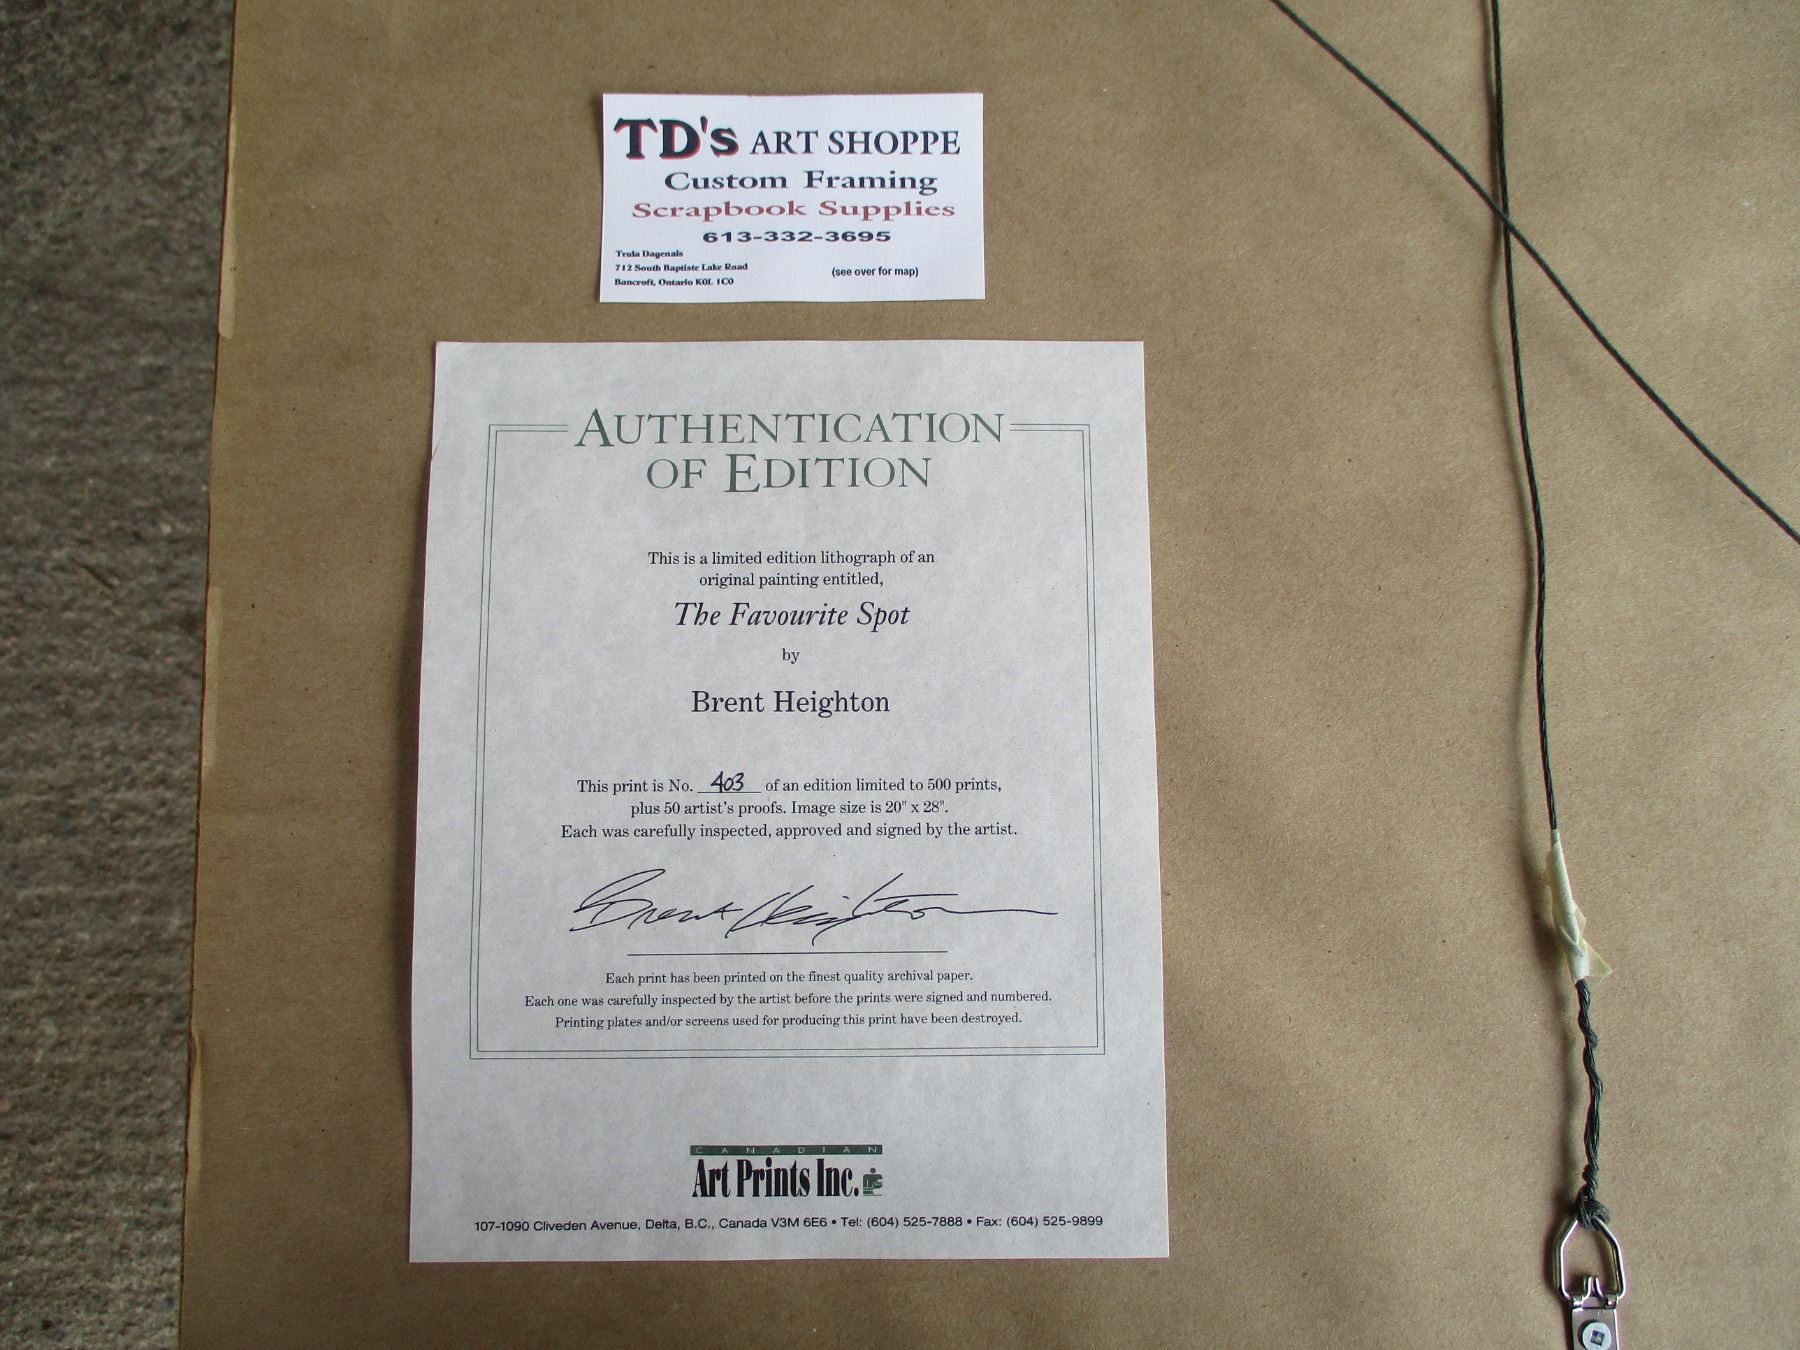 TD's ART SHOPPE
Custom Framing
Scrapbook Supplies
613-332-3695
Trula Dagenais
712 South Baptiste Lake Road
(see over for map)
Bancroft, Ontario K0L 1C0
AUTHENTICATION
OF EDITION
This is a limited edition lithograph of an
original painting entitled,
The Favourite Spot
by
Brent Heighton
This print is No. 403 of an edition limited to 500 prints,
plus 50 artist's proofs. Image size is 20" x 28".
Each was carefully inspected, approved and signed by the artist.
Brent Heighton
Each print has been printed on the finest quality archival paper.
Each one was carefully inspected by the artist before the prints were signed and numbered.
Printing plates and/or screens used for producing this print have been destroyed.
CANADIAN
Art Prints Inc.
107-1090 Cliveden Avenue, Delta, B.C., Canada V3M 6E6 • Tel: (604) 525-7888 • Fax: (604) 525-9899